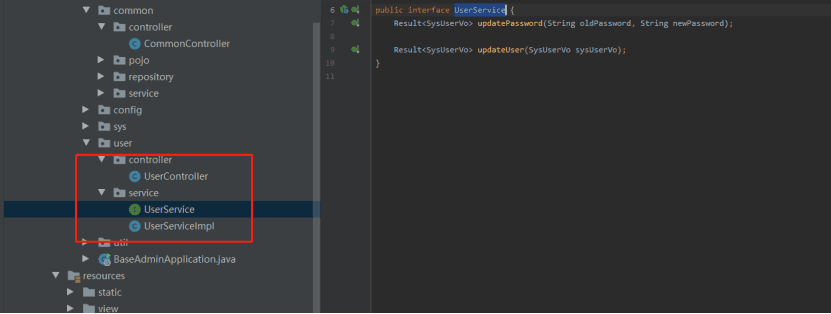 common
controller
CommonController
pojo
repository
service
config
sys
user
controller
UserController
service
UserService
UserServiceImpl
util
BaseAdminApplication.java
resources
static
view
6 public interface UserService {
7 Result<SysUserVo> updatePassword(String oldPassword, String newPassword);
8
9 Result<SysUserVo> updateUser(SysUserVo sysUserVo);
10 }
11